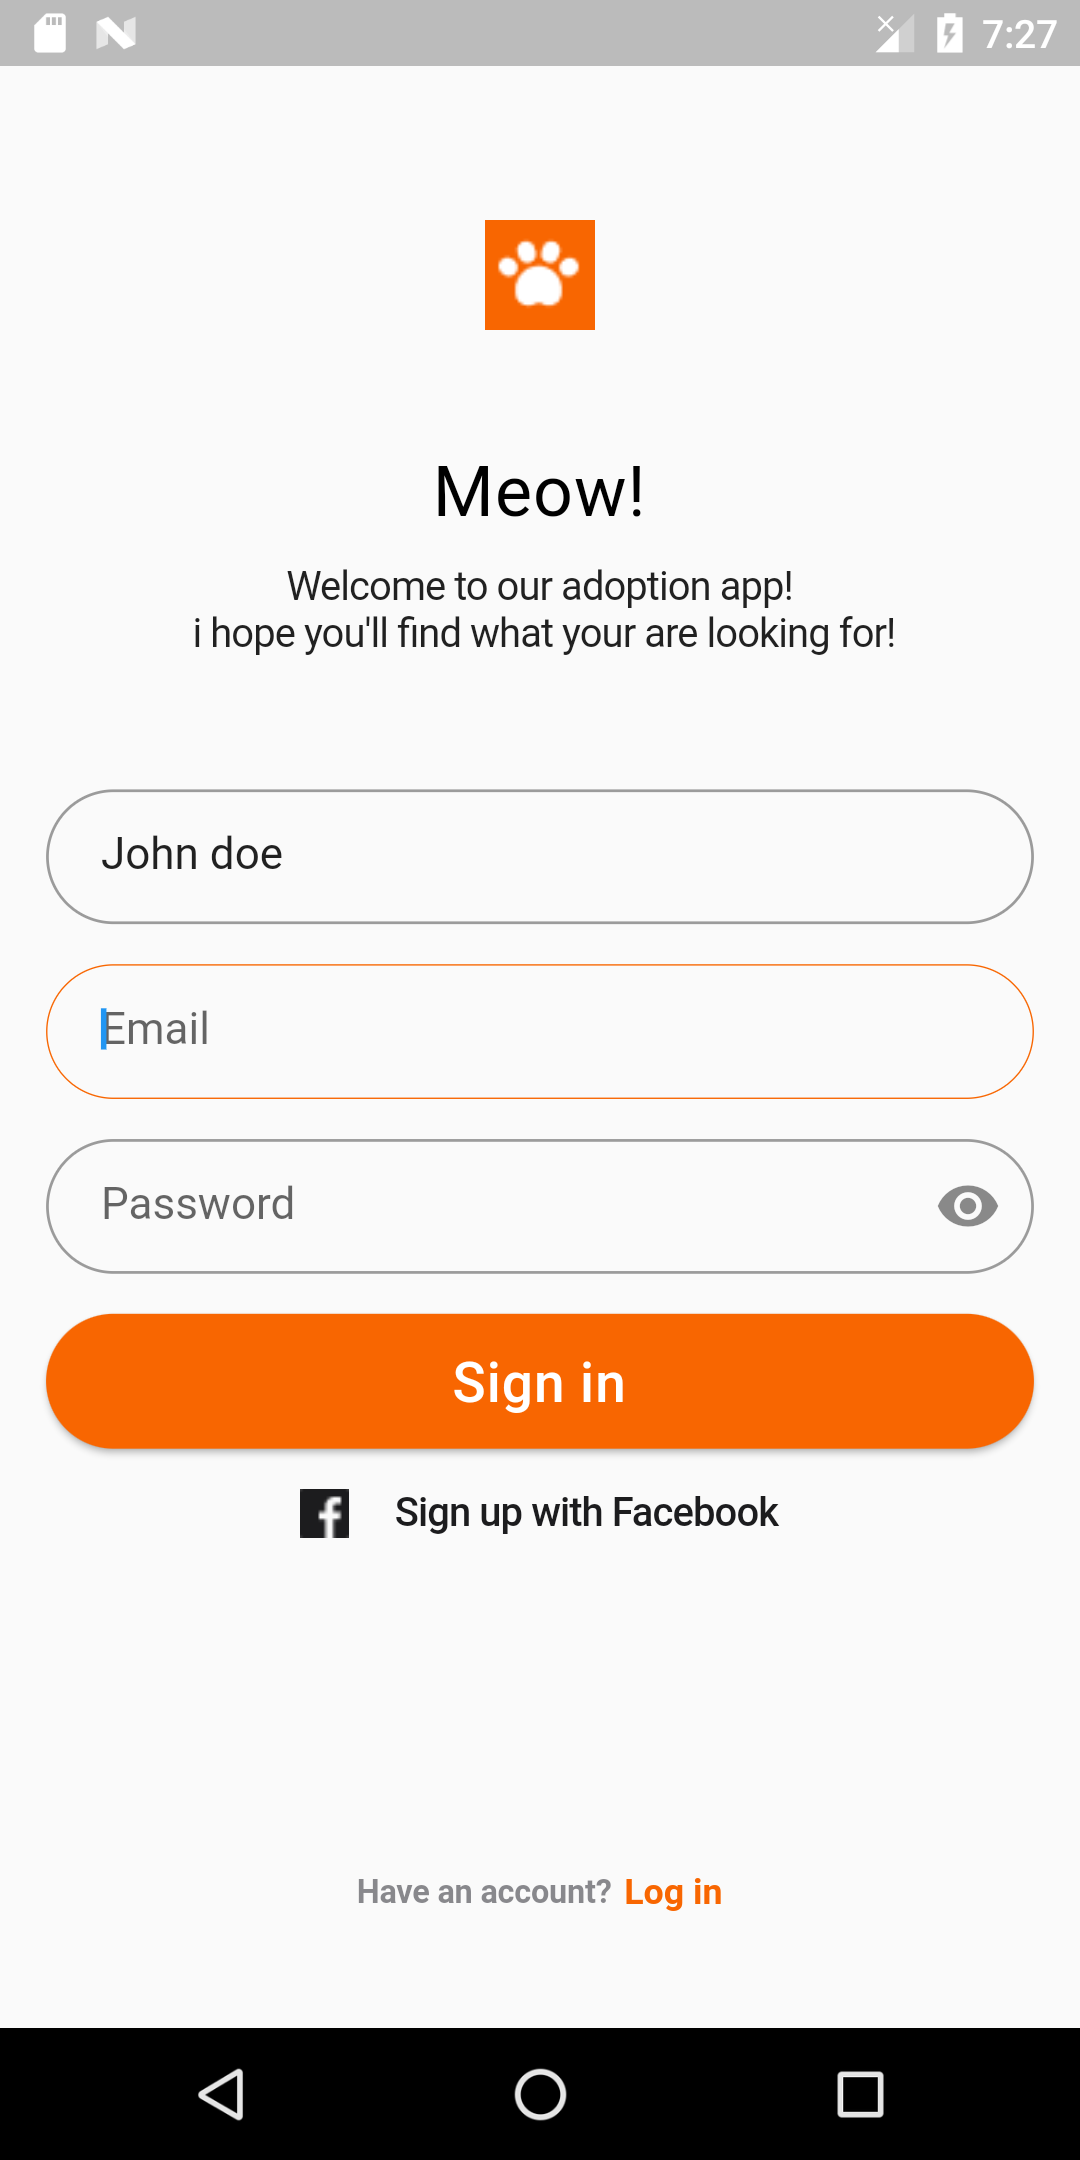 7:27
Meow!
Welcome to our adoption app!
i hope you'll find what your are looking for!
John doe
Email
Password
Sign in
Sign up with Facebook
Have an account? Log in